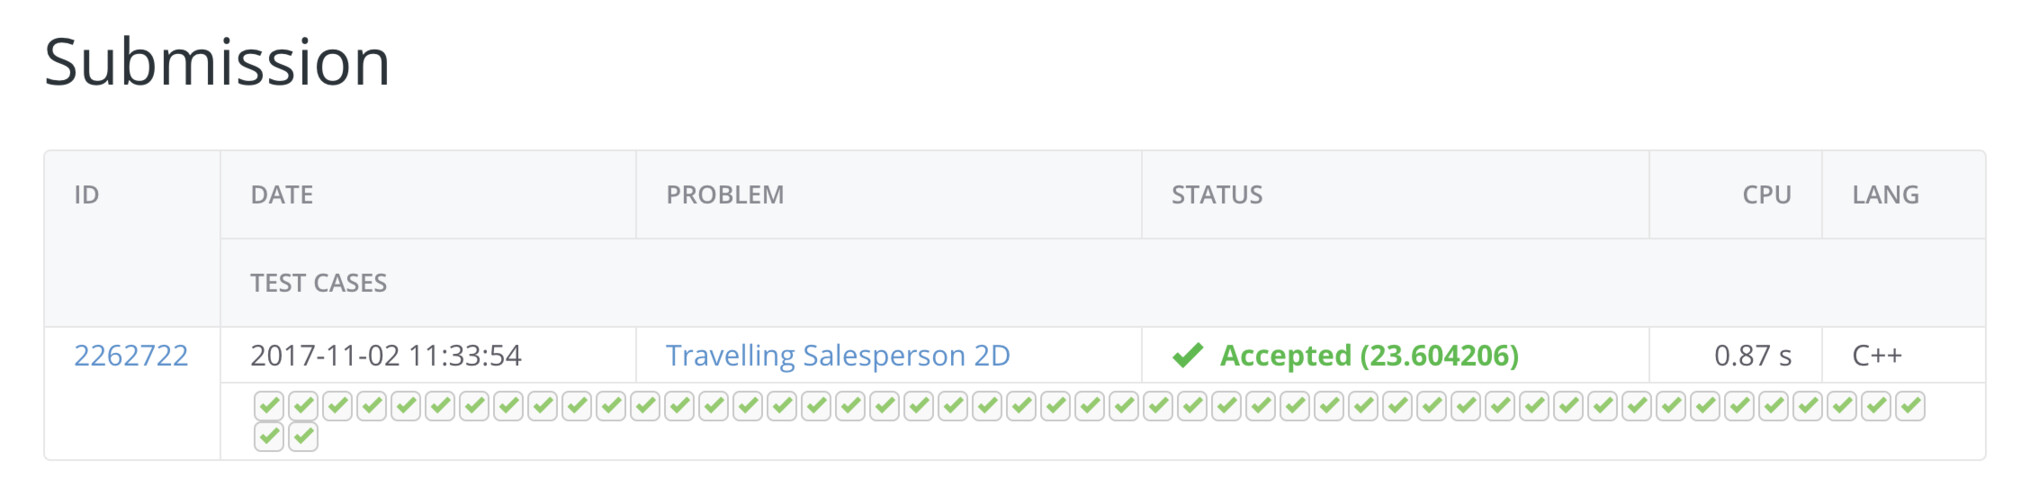 Submission
ID DATE PROBLEM STATUS CPU LANG
TEST CASES
2262722 2017-11-02 11:33:54 Travelling Salesperson 2D Accepted (23.604206) 0.87 s C++